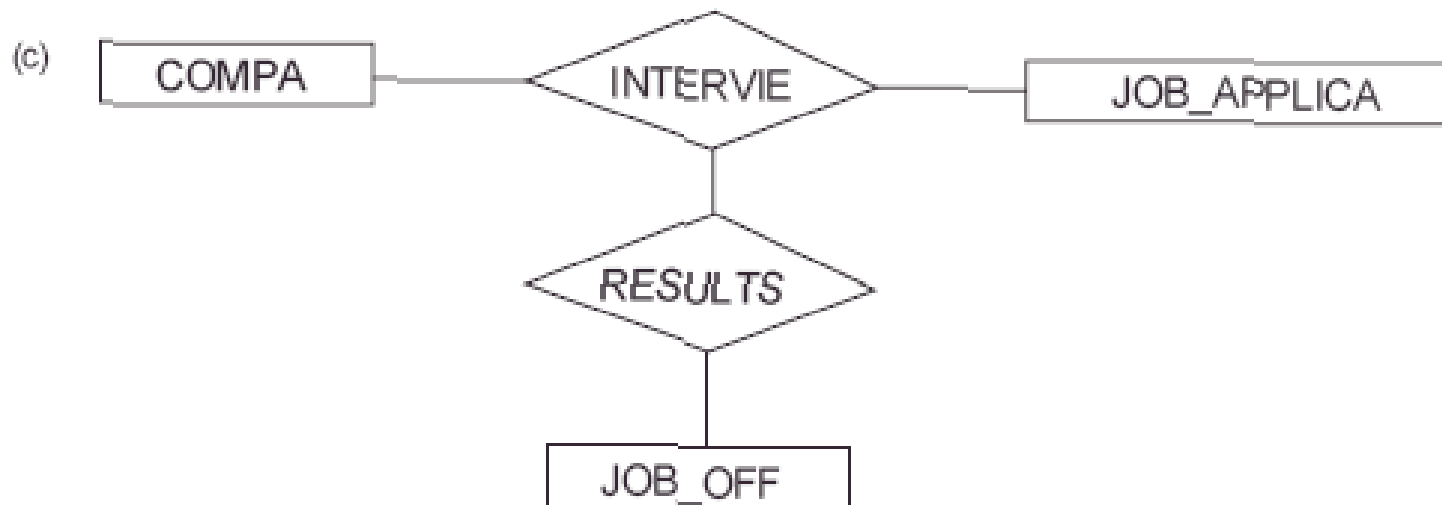 (c)
COMPA
INTERVIE
JOB_APPLICA
RESULTS
JOB_OFF